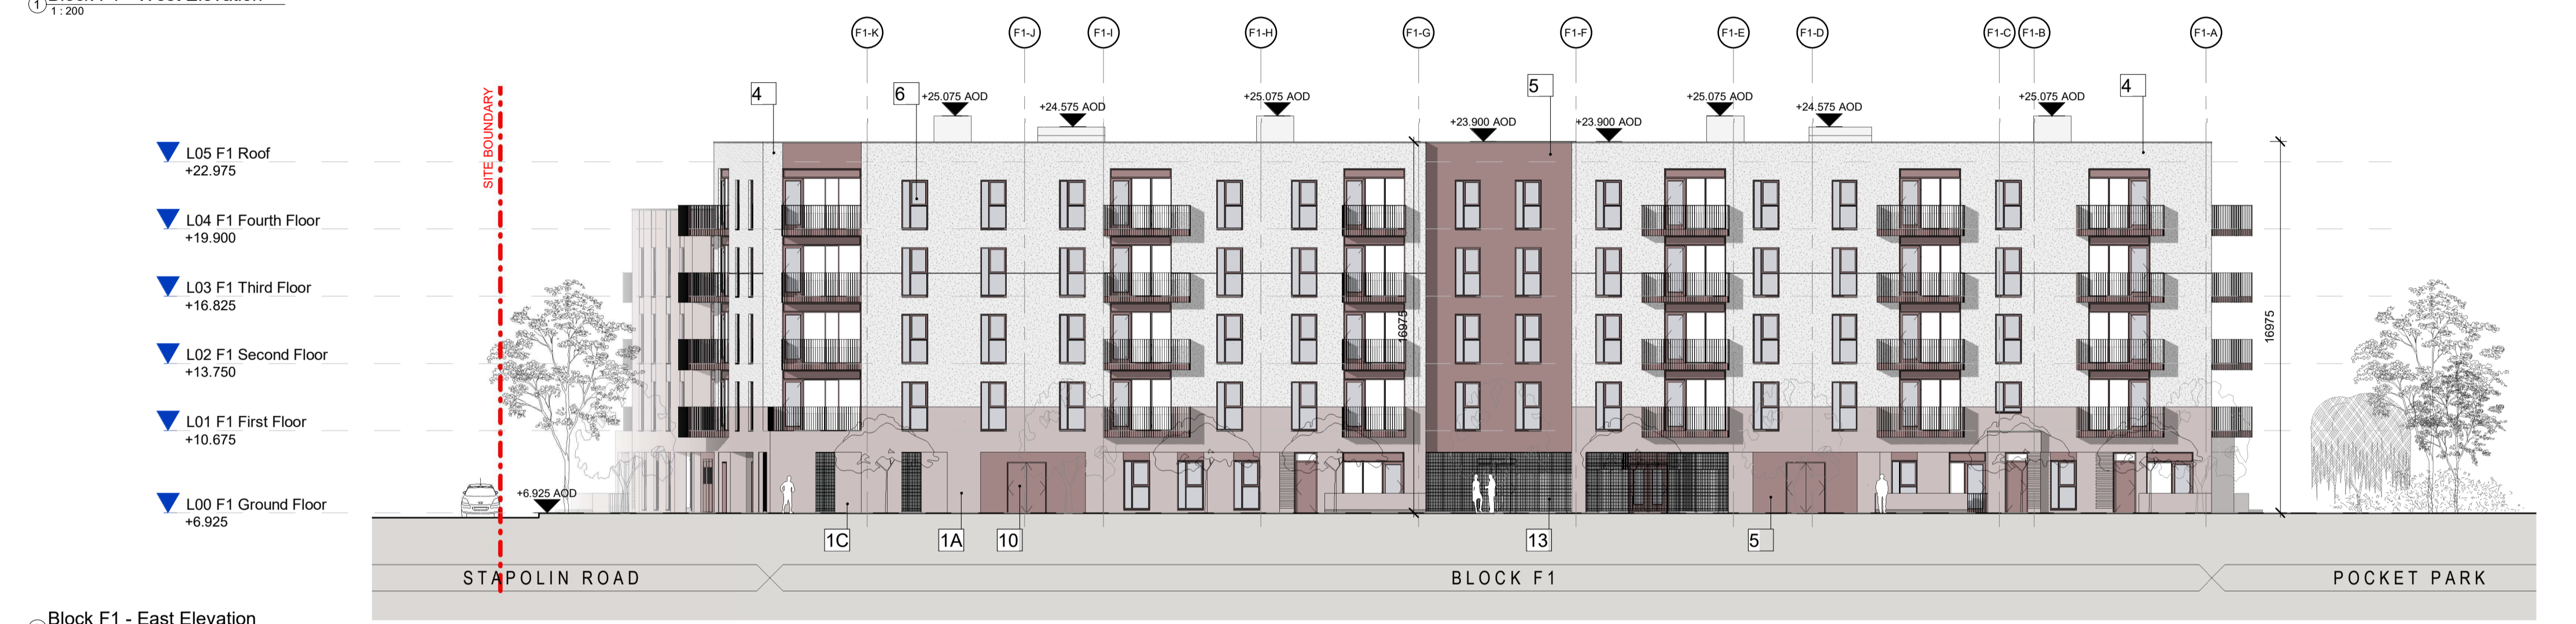 1 Block F1 - West Elevation
1 : 200
F1-K F1-J F1-I F1-H F1-G F1-F F1-E F1-D F1-C F1-B F1-A
SITE BOUNDARY
4 6 5 4
+25.075 AOD +24.575 AOD +25.075 AOD +23.900 AOD +23.900 AOD +25.075 AOD +24.575 AOD +25.075 AOD
L05 F1 Roof
+22.975
L04 F1 Fourth Floor
+19.900
L03 F1 Third Floor
+16.825
16975 16975
L02 F1 Second Floor
+13.750
L01 F1 First Floor
+10.675
L00 F1 Ground Floor
+6.925
+6.925 AOD
1C 1A 10 13 5
STAPOLIN ROAD BLOCK F1 POCKET PARK
Block F1 - East Elevation